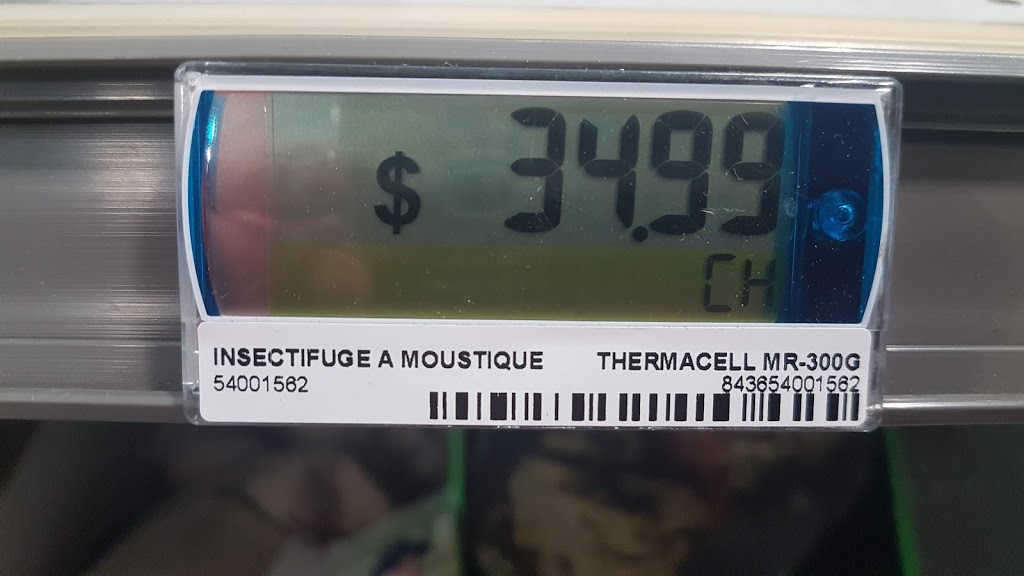 $ 34.99
CH
INSECTIFUGE A MOUSTIQUE THERMACELL MR-300G
54001562 843654001562